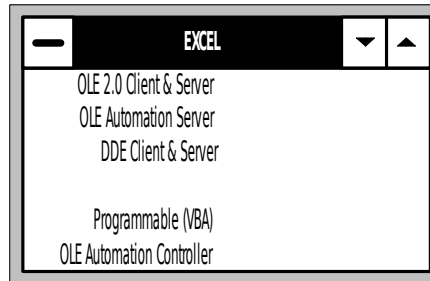 EXCEL
OLE 2.0 Client & Server
OLE Automation Server
DDE Client & Server
Programmable (VBA)
OLE Automation Controller